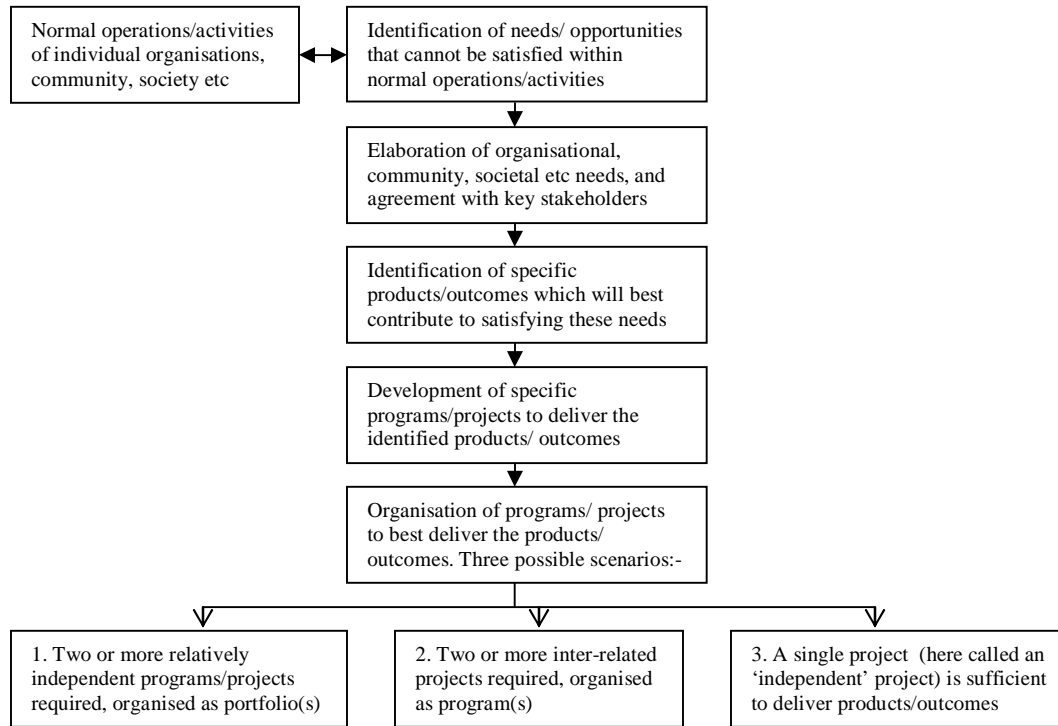 Normal operations/activities
of individual organisations,
community, society etc
Identification of needs/ opportunities
that cannot be satisfied within
normal operations/activities
Elaboration of organisational,
community, societal etc needs, and
agreement with key stakeholders
Identification of specific
products/outcomes which will best
contribute to satisfying these needs
Development of specific
programs/projects to deliver the
identified products/ outcomes
Organisation of programs/ projects
to best deliver the products/
outcomes. Three possible scenarios:-
1. Two or more relatively
independent programs/projects
required, organised as portfolio(s)
2. Two or more inter-related
projects required, organised
as program(s)
3. A single project (here called an
‘independent’ project) is sufficient
to deliver products/outcomes